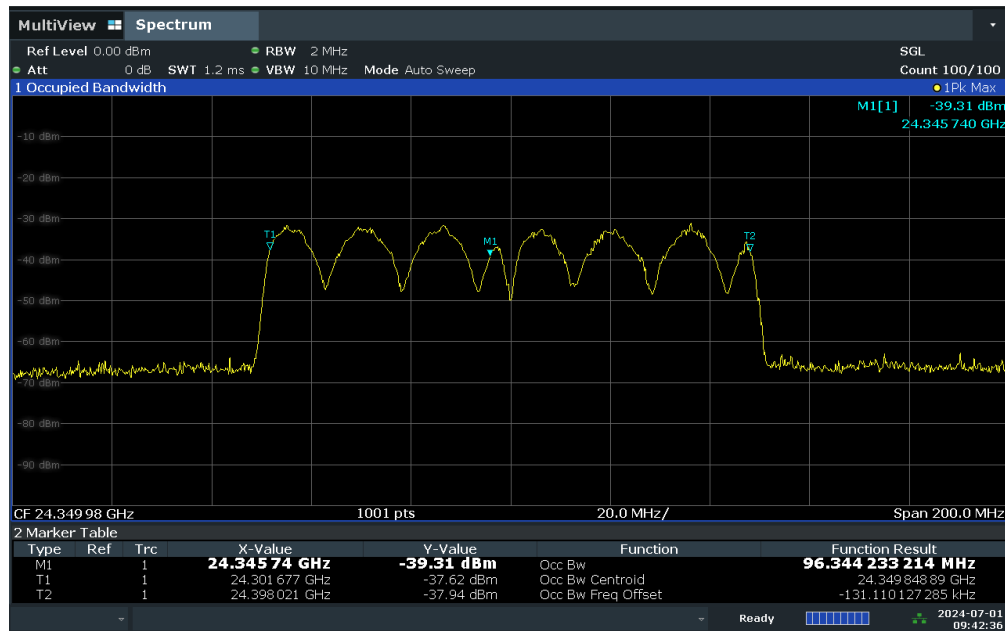 MultiView Spectrum
Ref Level 0.00 dBm RBW 2 MHz SGL
Att 0 dB SWT 1.2 ms VBW 10 MHz Mode Auto Sweep Count 100/100
1 Occupied Bandwidth 1Pk Max
M1[1] -39.31 dBm
24.345 740 GHz
-10 dBm
-20 dBm
-30 dBm
T1 M1 T2
-40 dBm
-50 dBm
-60 dBm
-70 dBm
-80 dBm
-90 dBm
CF 24.349 98 GHz 1001 pts 20.0 MHz/ Span 200.0 MHz
2 Marker Table
Type Ref Trc X-Value Y-Value Function Function Result
M1 1 24.345 74 GHz -39.31 dBm Occ Bw 96.344 233 214 MHz
T1 1 24.301 677 GHz -37.62 dBm Occ Bw Centroid 24.349 848 89 GHz
T2 1 24.398 021 GHz -37.94 dBm Occ Bw Freq Offset -131.110 127 285 kHz
Ready 2024-07-01
09:42:36